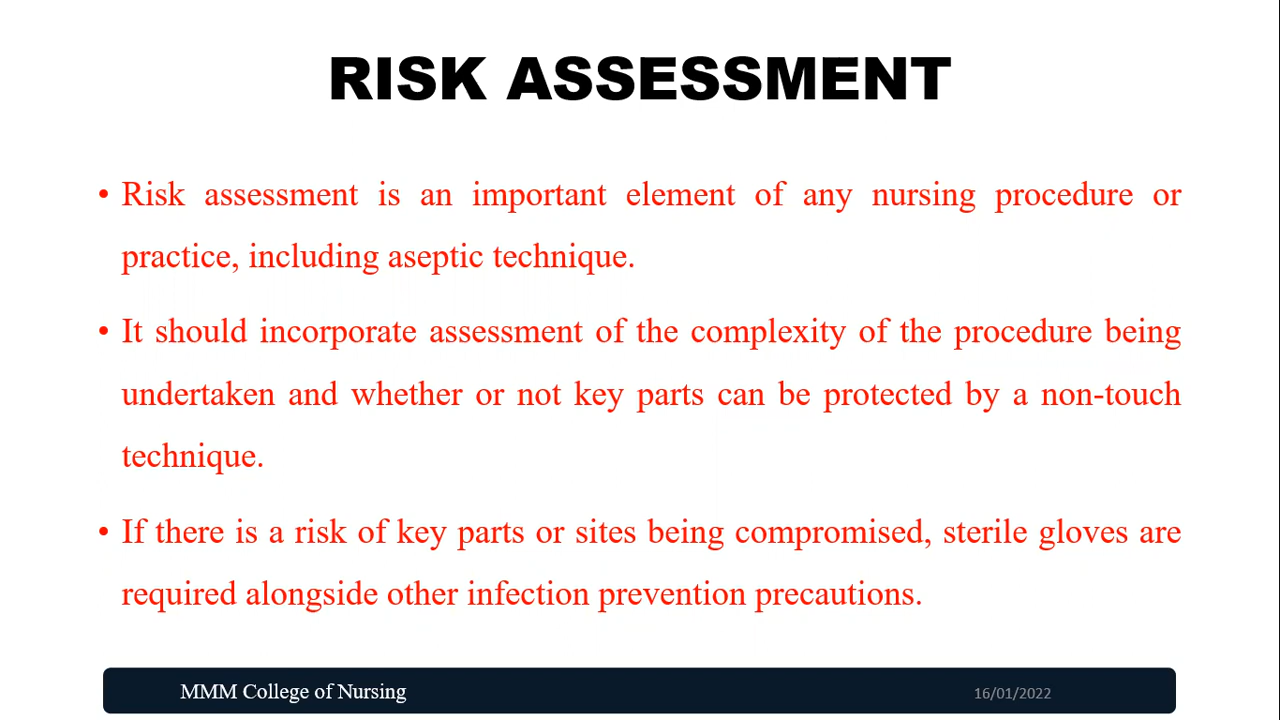 RISK ASSESSMENT
• Risk assessment is an important element of any nursing procedure or
practice, including aseptic technique.
• It should incorporate assessment of the complexity of the procedure being
undertaken and whether or not key parts can be protected by a non-touch
technique.
• If there is a risk of key parts or sites being compromised, sterile gloves are
required alongside other infection prevention precautions.
MMM College of Nursing
16/01/2022